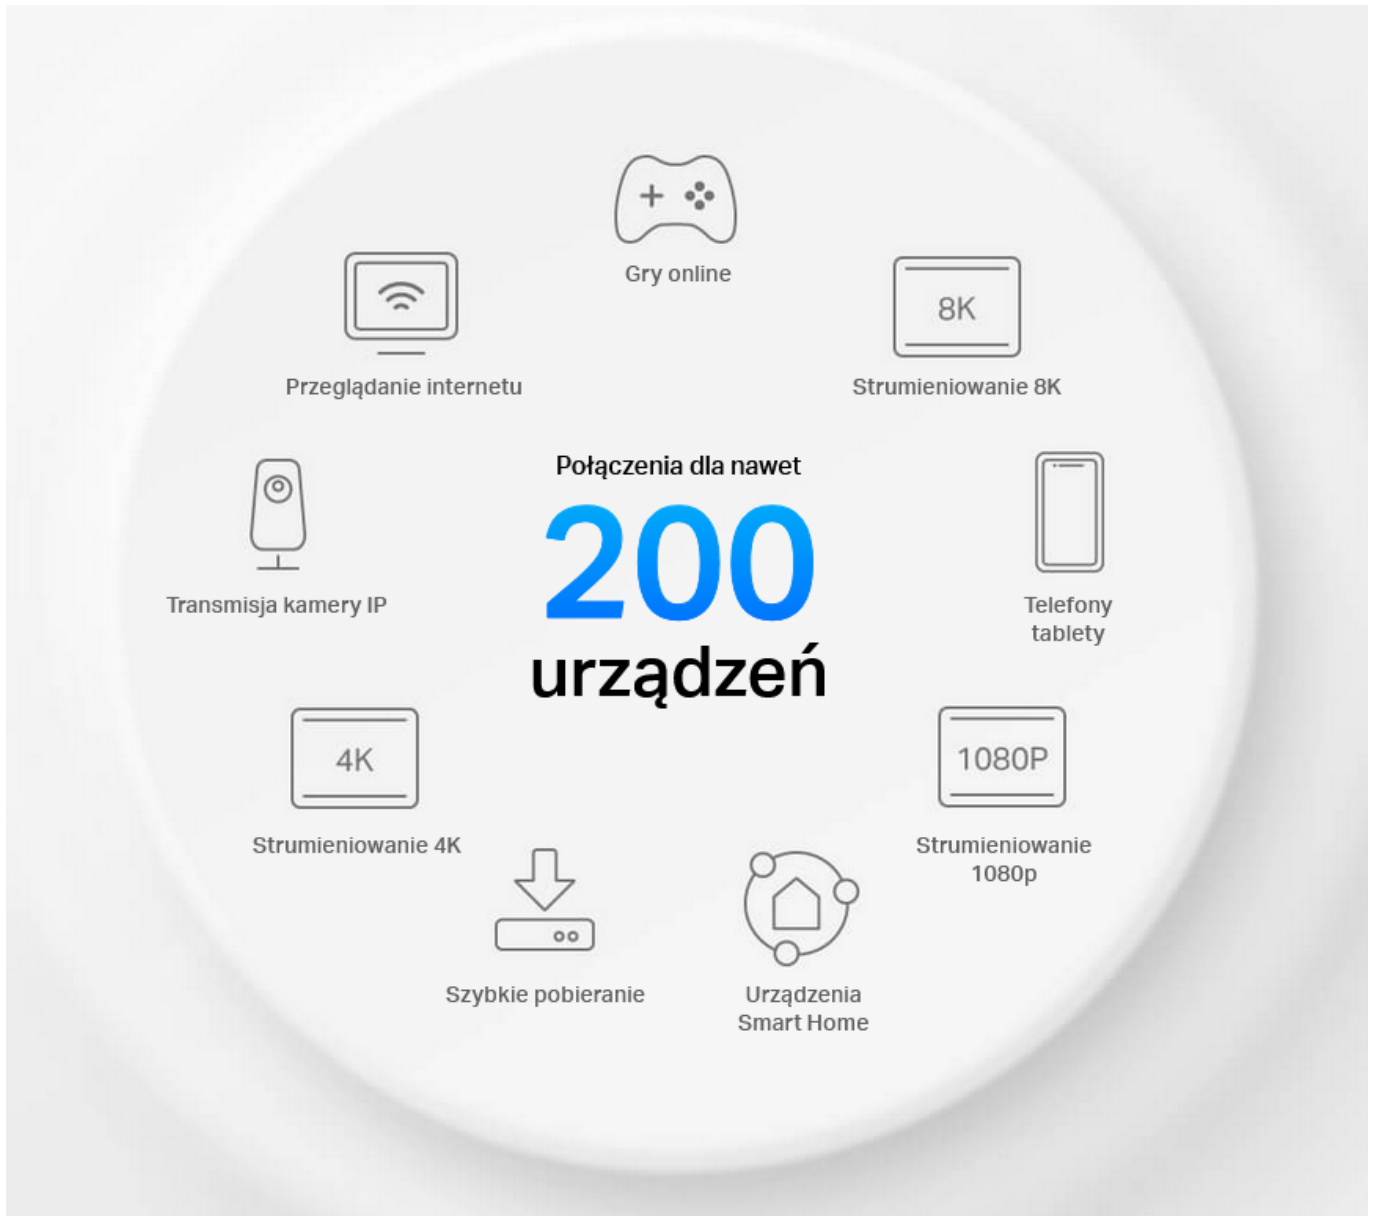 Gry online
8K
Przeglądanie internetu
Strumieniowanie 8K
Połączenia dla nawet
200
urządzeń
Transmisja kamery IP
Telefony
tablety
4K
1080P
Strumieniowanie 4K
Strumieniowanie
1080p
Szybkie pobieranie
Urządzenia
Smart Home